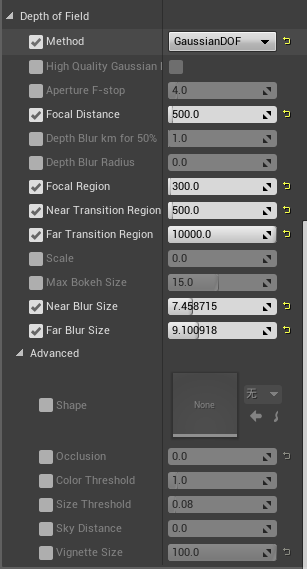 Depth of Field
Method GaussianDOF
High Quality Gaussian
Aperture F-stop 4.0
Focal Distance 500.0
Depth Blur km for 50% 1.0
Depth Blur Radius 0.0
Focal Region 300.0
Near Transition Region 500.0
Far Transition Region 10000.0
Scale 0.0
Max Bokeh Size 15.0
Near Blur Size 7.458715
Far Blur Size 9.100918
Advanced
Shape None 无
Occlusion 0.0
Color Threshold 1.0
Size Threshold 0.08
Sky Distance 0.0
Vignette Size 100.0